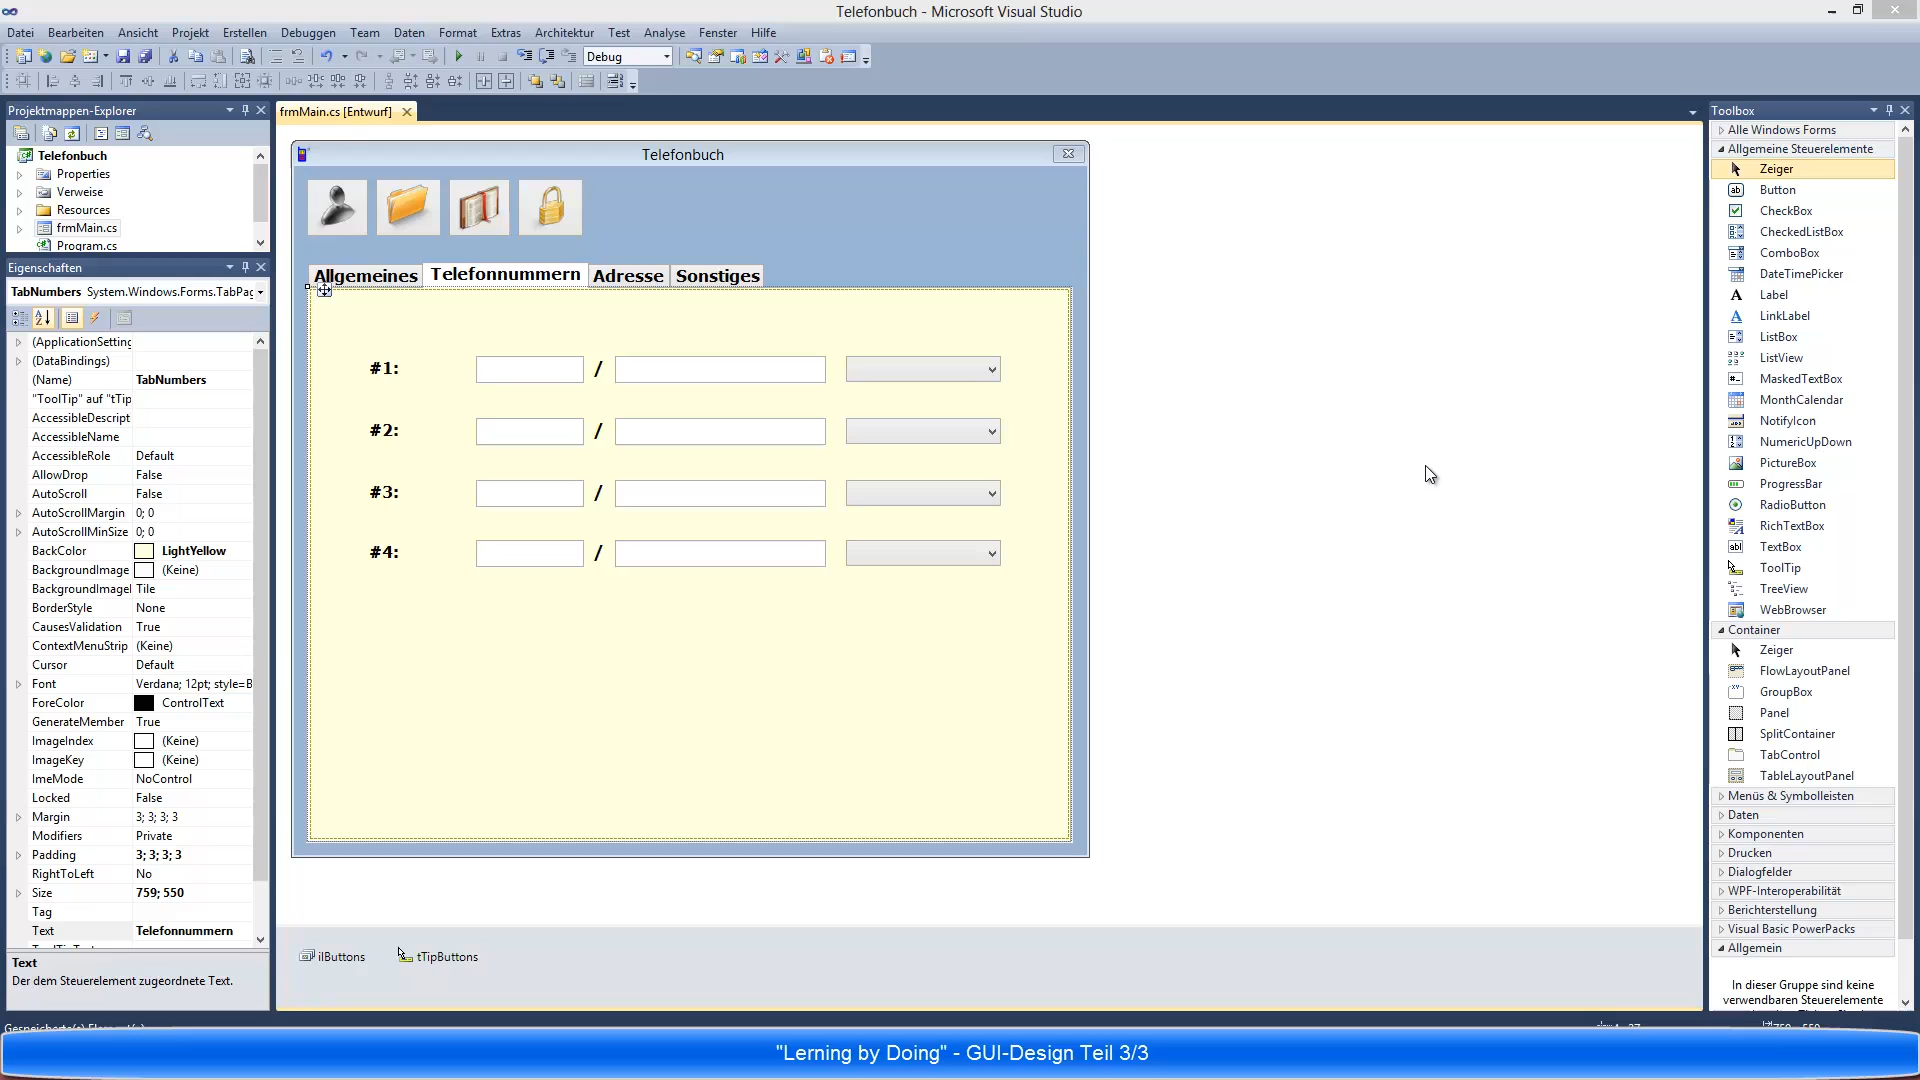 Telefonbuch - Microsoft Visual Studio
Datei Bearbeiten Ansicht Projekt Erstellen Debuggen Team Daten Format Extras Architektur Test Analyse Fenster Hilfe
Debug
Projektmappen-Explorer
Telefonbuch
Properties
Verweise
Resources
frmMain.cs
Program.cs
Eigenschaften
TabNumbers System.Windows.Forms.TabPag
(ApplicationSetting
(DataBindings)
(Name) TabNumbers
"ToolTip" auf "tTip
AccessibleDescript
AccessibleName
AccessibleRole Default
AllowDrop False
AutoScroll False
AutoScrollMargin 0; 0
AutoScrollMinSize 0; 0
BackColor LightYellow
BackgroundImage (Keine)
BackgroundImageI Tile
BorderStyle None
CausesValidation True
ContextMenuStrip (Keine)
Cursor Default
Font Verdana; 12pt; style=B
ForeColor ControlText
GenerateMember True
ImageIndex (Keine)
ImageKey (Keine)
ImeMode NoControl
Locked False
Margin 3; 3; 3; 3
Modifiers Private
Padding 3; 3; 3; 3
RightToLeft No
Size 759; 550
Tag
Text Telefonnummern
Text
Der dem Steuerelement zugeordnete Text.
frmMain.cs [Entwurf]
Telefonbuch
Allgemeines Telefonnummern Adresse Sonstiges
#1: /
#2: /
#3: /
#4: /
ilButtons tTipButtons
Toolbox
Alle Windows Forms
Allgemeine Steuerelemente
Zeiger
Button
CheckBox
CheckedListBox
ComboBox
DateTimePicker
Label
LinkLabel
ListBox
ListView
MaskedTextBox
MonthCalendar
NotifyIcon
NumericUpDown
PictureBox
ProgressBar
RadioButton
RichTextBox
TextBox
ToolTip
TreeView
WebBrowser
Container
Zeiger
FlowLayoutPanel
GroupBox
Panel
SplitContainer
TabControl
TableLayoutPanel
Menüs & Symbolleisten
Daten
Komponenten
Drucken
Dialogfelder
WPF-Interoperabilität
Berichterstellung
Visual Basic PowerPacks
Allgemein
In dieser Gruppe sind keine
verwendbaren Steuerelemente
"Lerning by Doing" - GUI-Design Teil 3/3